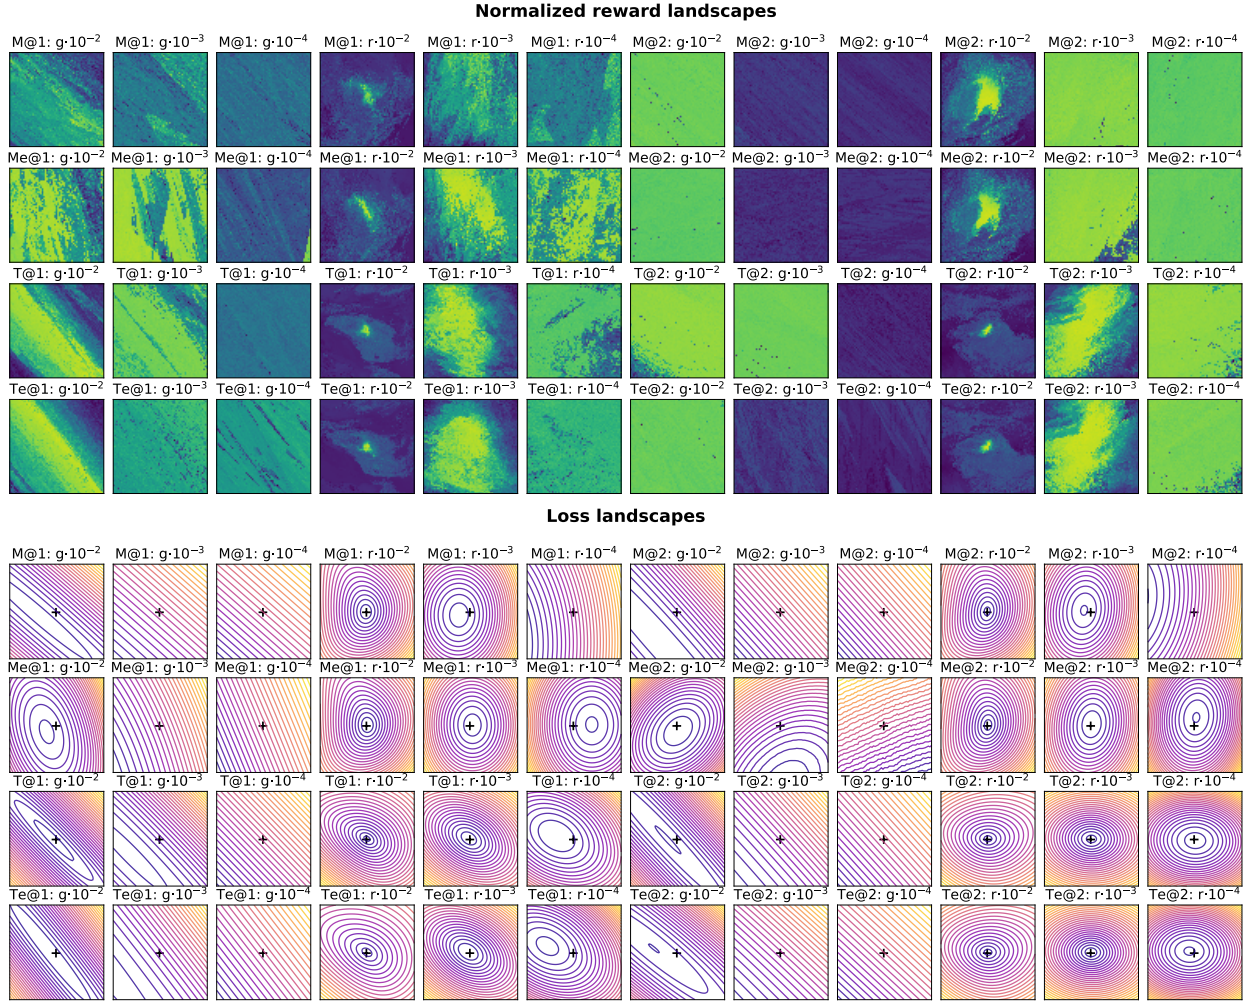 Normalized reward landscapes
M@1: g·10⁻² M@1: g·10⁻³ M@1: g·10⁻⁴ M@1: r·10⁻² M@1: r·10⁻³ M@1: r·10⁻⁴ M@2: g·10⁻² M@2: g·10⁻³ M@2: g·10⁻⁴ M@2: r·10⁻² M@2: r·10⁻³ M@2: r·10⁻⁴
Me@1: g·10⁻² Me@1: g·10⁻³ Me@1: g·10⁻⁴ Me@1: r·10⁻² Me@1: r·10⁻³ Me@1: r·10⁻⁴ Me@2: g·10⁻² Me@2: g·10⁻³ Me@2: g·10⁻⁴ Me@2: r·10⁻² Me@2: r·10⁻³ Me@2: r·10⁻⁴
T@1: g·10⁻² T@1: g·10⁻³ T@1: g·10⁻⁴ T@1: r·10⁻² T@1: r·10⁻³ T@1: r·10⁻⁴ T@2: g·10⁻² T@2: g·10⁻³ T@2: g·10⁻⁴ T@2: r·10⁻² T@2: r·10⁻³ T@2: r·10⁻⁴
Te@1: g·10⁻² Te@1: g·10⁻³ Te@1: g·10⁻⁴ Te@1: r·10⁻² Te@1: r·10⁻³ Te@1: r·10⁻⁴ Te@2: g·10⁻² Te@2: g·10⁻³ Te@2: g·10⁻⁴ Te@2: r·10⁻² Te@2: r·10⁻³ Te@2: r·10⁻⁴
Loss landscapes
M@1: g·10⁻² M@1: g·10⁻³ M@1: g·10⁻⁴ M@1: r·10⁻² M@1: r·10⁻³ M@1: r·10⁻⁴ M@2: g·10⁻² M@2: g·10⁻³ M@2: g·10⁻⁴ M@2: r·10⁻² M@2: r·10⁻³ M@2: r·10⁻⁴
Me@1: g·10⁻² Me@1: g·10⁻³ Me@1: g·10⁻⁴ Me@1: r·10⁻² Me@1: r·10⁻³ Me@1: r·10⁻⁴ Me@2: g·10⁻² Me@2: g·10⁻³ Me@2: g·10⁻⁴ Me@2: r·10⁻² Me@2: r·10⁻³ Me@2: r·10⁻⁴
T@1: g·10⁻² T@1: g·10⁻³ T@1: g·10⁻⁴ T@1: r·10⁻² T@1: r·10⁻³ T@1: r·10⁻⁴ T@2: g·10⁻² T@2: g·10⁻³ T@2: g·10⁻⁴ T@2: r·10⁻² T@2: r·10⁻³ T@2: r·10⁻⁴
Te@1: g·10⁻² Te@1: g·10⁻³ Te@1: g·10⁻⁴ Te@1: r·10⁻² Te@1: r·10⁻³ Te@1: r·10⁻⁴ Te@2: g·10⁻² Te@2: g·10⁻³ Te@2: g·10⁻⁴ Te@2: r·10⁻² Te@2: r·10⁻³ Te@2: r·10⁻⁴